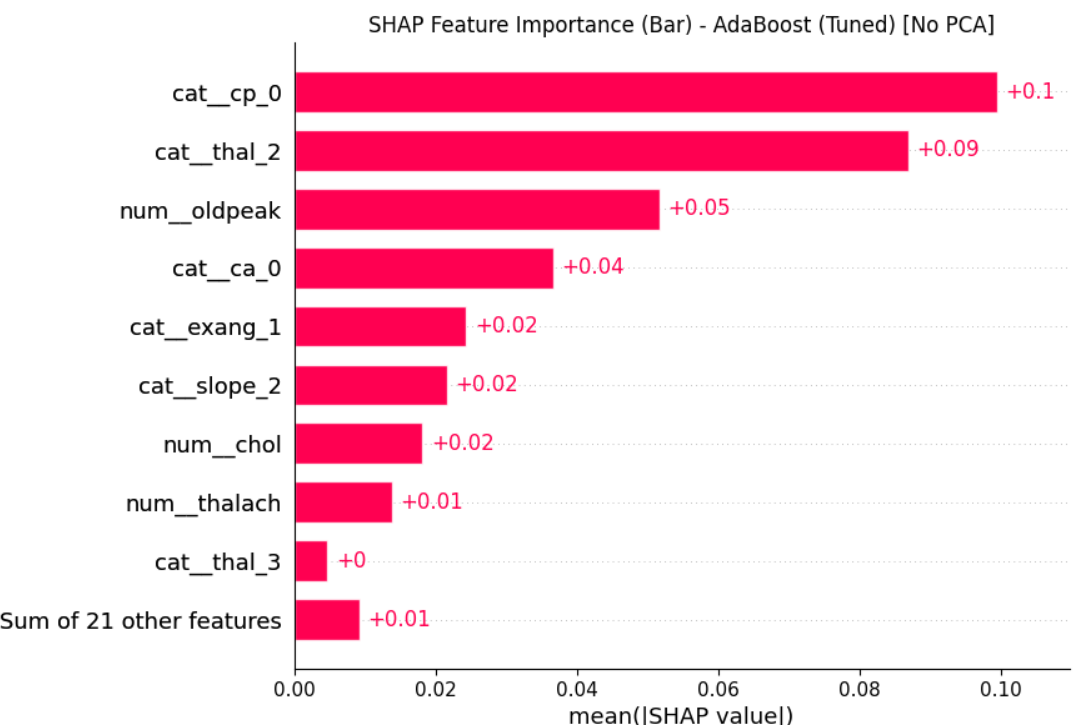 SHAP Feature Importance (Bar) - AdaBoost (Tuned) [No PCA]
cat__cp_0 +0.1
cat__thal_2 +0.09
num__oldpeak +0.05
cat__ca_0 +0.04
cat__exang_1 +0.02
cat__slope_2 +0.02
num__chol +0.02
num__thalach +0.01
cat__thal_3 +0
Sum of 21 other features +0.01
0.00 0.02 0.04 0.06 0.08 0.10
mean(|SHAP value|)